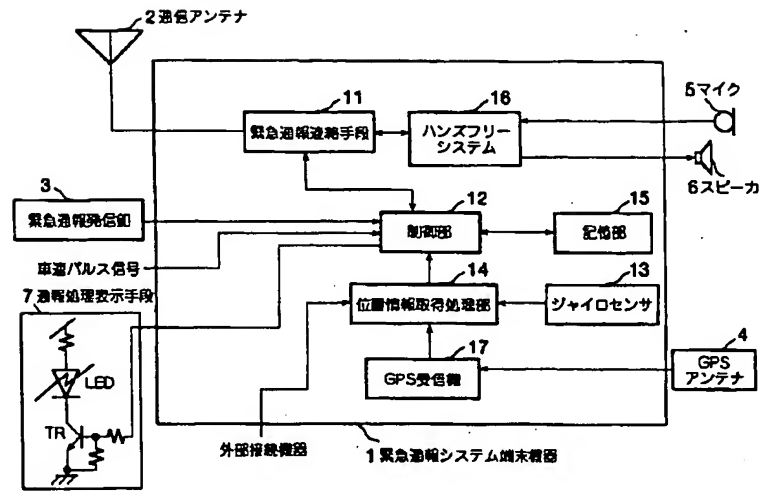 2 通信アンテナ
11
緊急通報連絡手段
16
ハンズフリー
システム
5マイク
6スピーカ
3
緊急通報発信釦
12
制御部
15
記憶部
車速パルス信号
14
位置情報取得処理部
13
ジャイロセンサ
7通報処理表示手段
LED
TR
17
GPS受信機
4
GPS
アンテナ
外部接続機器
1 緊急通報システム端末機器